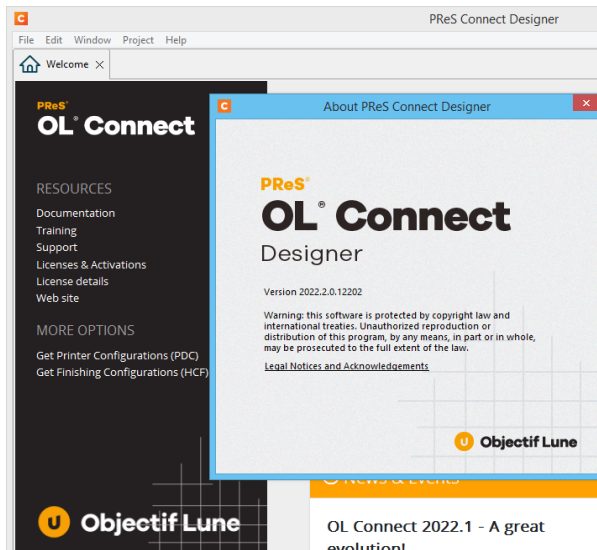 PReS Connect Designer
File Edit Window Project Help
Welcome
PReS®
OL® Connect
RESOURCES
Documentation
Training
Support
Licenses & Activations
License details
Web site
MORE OPTIONS
Get Printer Configurations (PDC)
Get Finishing Configurations (HCF)
Objectif Lune
About PReS Connect Designer
PReS®
OL® Connect
Designer
Version 2022.2.0.12202
Warning: this software is protected by copyright law and
international treaties. Unauthorized reproduction or
distribution of this program, by any means, in part or in whole,
may be prosecuted to the full extent of the law.
Legal Notices and Acknowledgements
Objectif Lune
News & Events
OL Connect 2022.1 - A great
evolution!